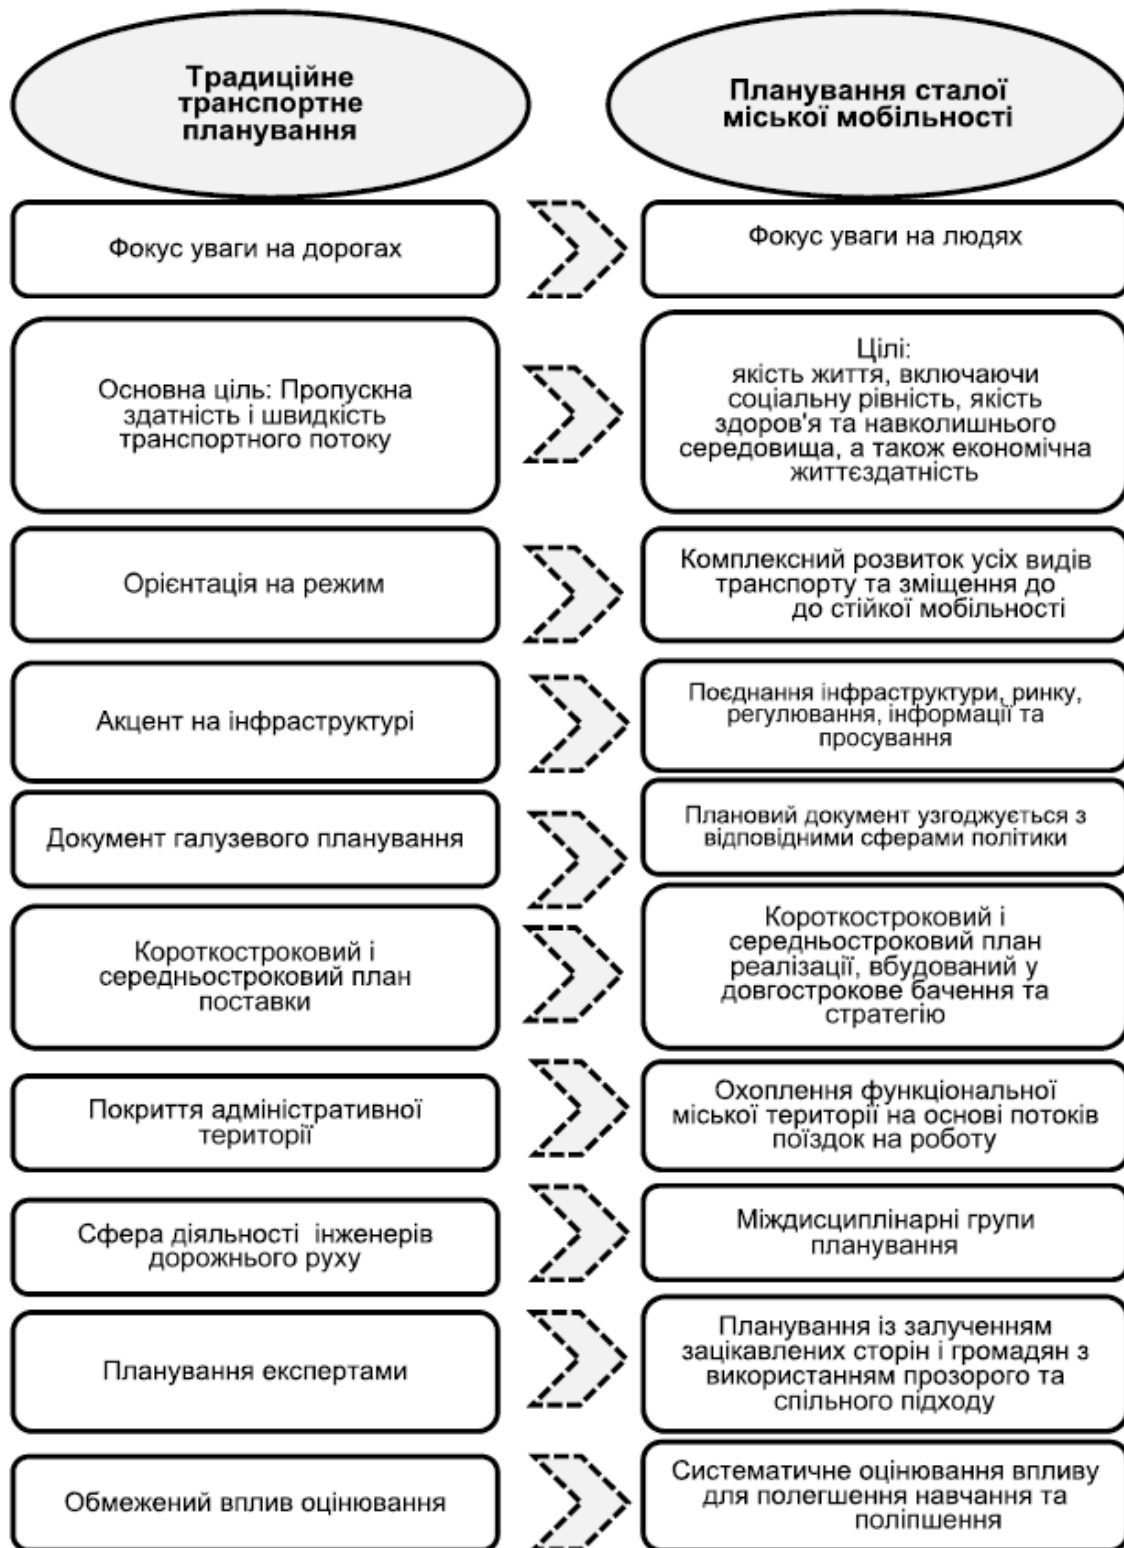 Традиційне
транспортне
планування
Планування сталої
міської мобільності
Фокус уваги на дорогах
Фокус уваги на людях
Основна ціль: Пропускна
здатність і швидкість
транспортного потоку
Цілі:
якість життя, включаючи
соціальну рівність, якість
здоров'я та навколишнього
середовища, а також економічна
життєздатність
Орієнтація на режим
Комплексний розвиток усіх видів
транспорту та зміщення до
до стійкої мобільності
Акцент на інфраструктурі
Поєднання інфраструктури, ринку,
регулювання, інформації та
просування
Документ галузевого планування
Плановий документ узгоджується з
відповідними сферами політики
Короткостроковий і
середньостроковий план
поставки
Короткостроковий і
середньостроковий план
реалізації, вбудований у
довгострокове бачення та
стратегію
Покриття адміністративної
території
Охоплення функціональної
міської території на основі потоків
поїздок на роботу
Сфера діяльності інженерів
дорожнього руху
Міждисциплінарні групи
планування
Планування експертами
Планування із залученням
зацікавлених сторін і громадян з
використанням прозорого та
спільного підходу
Обмежений вплив оцінювання
Систематичне оцінювання впливу
для полегшення навчання та
поліпшення